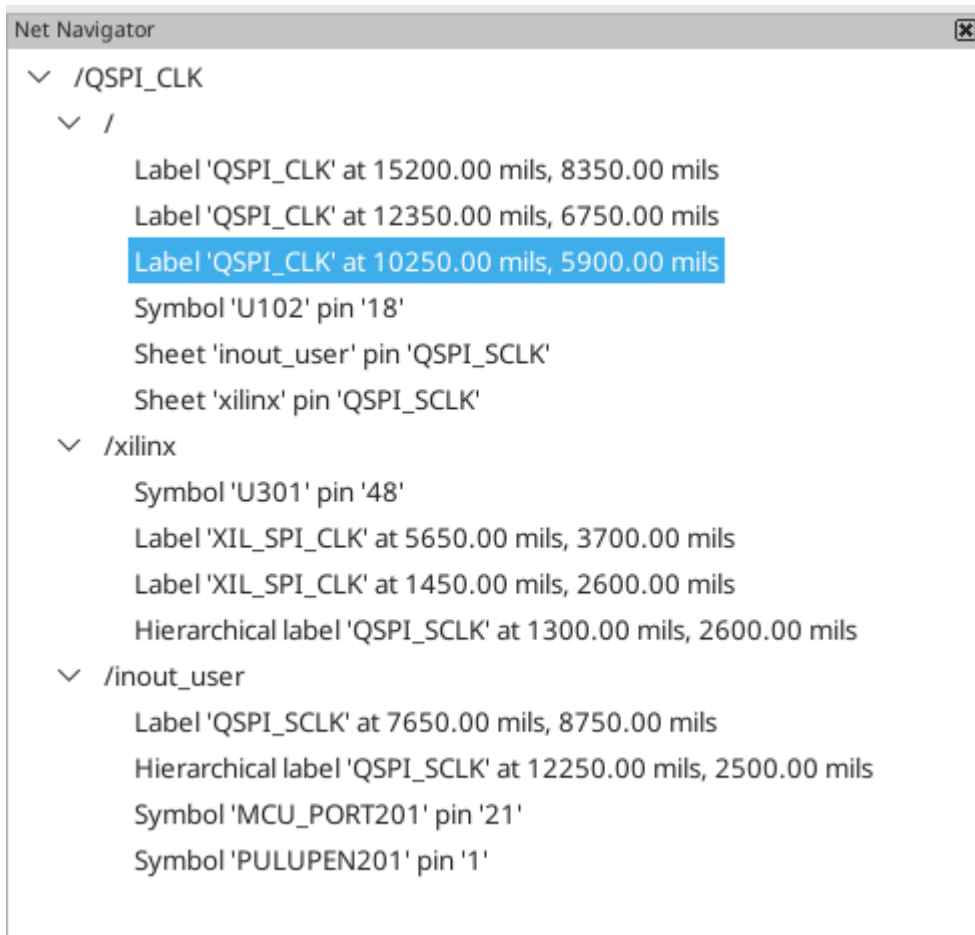 Net Navigator
/QSPI_CLK
/
Label 'QSPI_CLK' at 15200.00 mils, 8350.00 mils
Label 'QSPI_CLK' at 12350.00 mils, 6750.00 mils
Label 'QSPI_CLK' at 10250.00 mils, 5900.00 mils
Symbol 'U102' pin '18'
Sheet 'inout_user' pin 'QSPI_SCLK'
Sheet 'xilinx' pin 'QSPI_SCLK'
/xilinx
Symbol 'U301' pin '48'
Label 'XIL_SPI_CLK' at 5650.00 mils, 3700.00 mils
Label 'XIL_SPI_CLK' at 1450.00 mils, 2600.00 mils
Hierarchical label 'QSPI_SCLK' at 1300.00 mils, 2600.00 mils
/inout_user
Label 'QSPI_SCLK' at 7650.00 mils, 8750.00 mils
Hierarchical label 'QSPI_SCLK' at 12250.00 mils, 2500.00 mils
Symbol 'MCU_PORT201' pin '21'
Symbol 'PULUPEN201' pin '1'